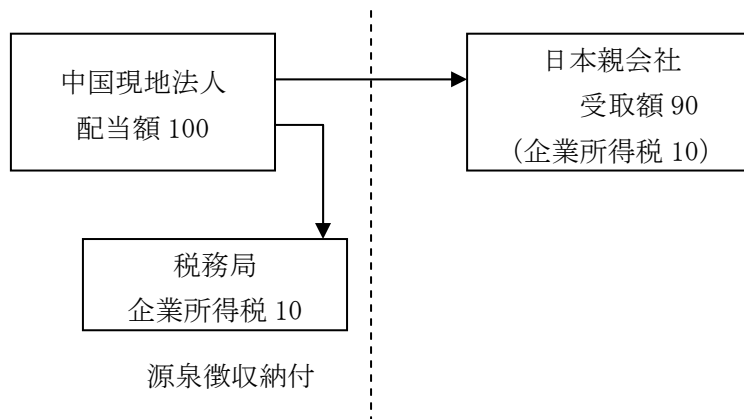 中国現地法人
配当額 100
日本親会社
受取額 90
（企業所得税 10）
税務局
企業所得税 10
源泉徴収納付